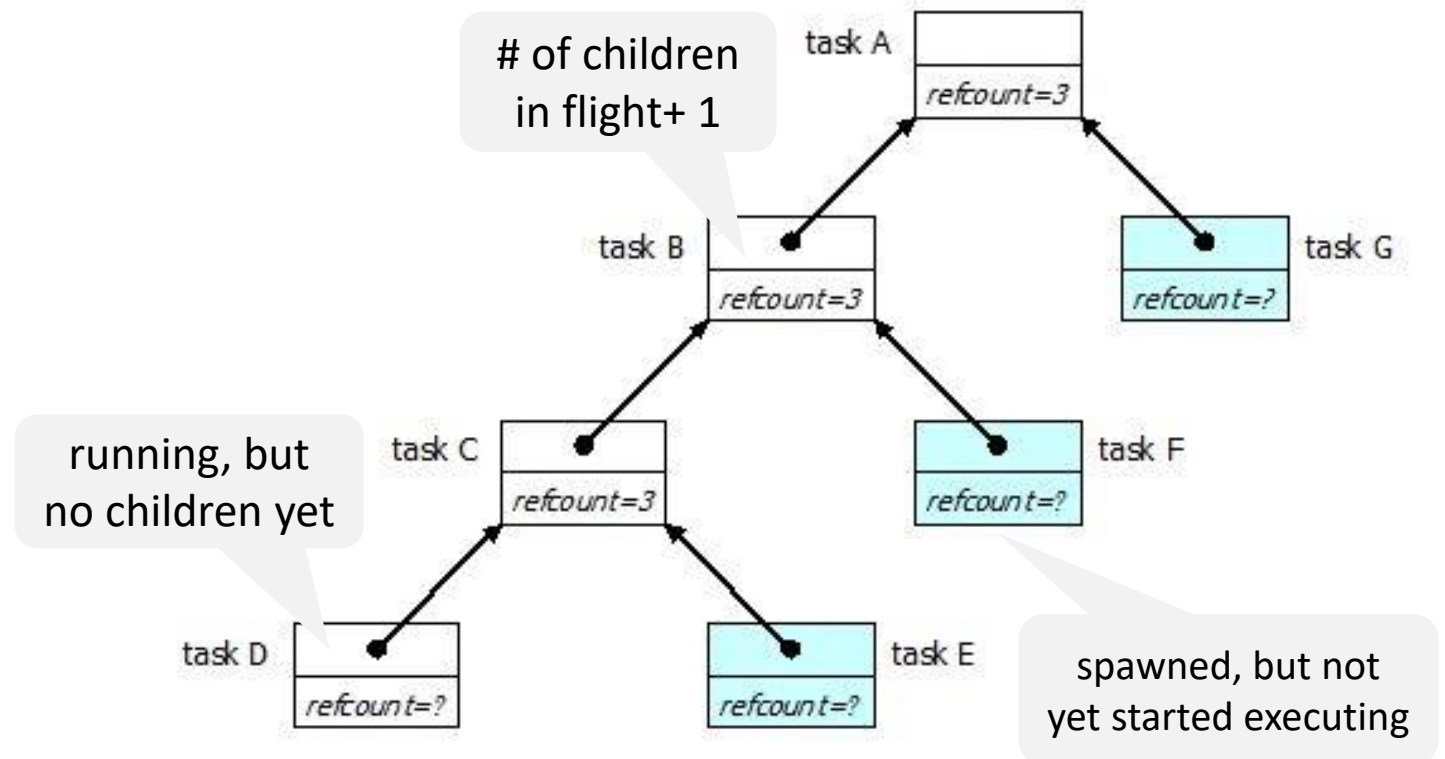 # of children
in flight+ 1
task A
refcount=3
task B
refcount=3
task G
refcount=?
running, but
no children yet
task C
refcount=3
task F
refcount=?
task D
refcount=?
task E
refcount=?
spawned, but not
yet started executing